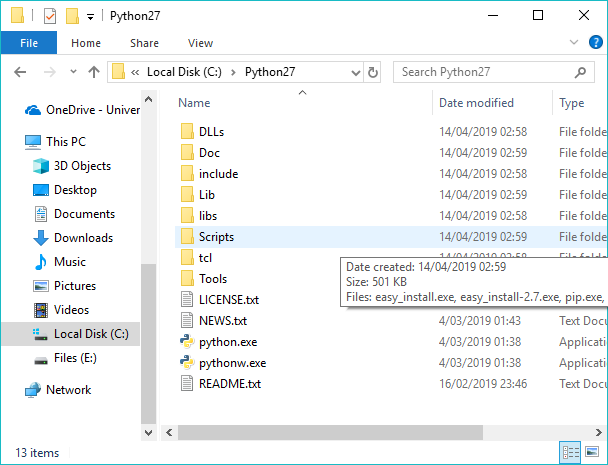 Python27
File Home Share View
« Local Disk (C:) Python27 Search Python27
Name Date modified Type
OneDrive - Univer
This PC
3D Objects
Desktop
Documents
Downloads
Music
Pictures
Videos
Local Disk (C:)
Files (E:)
Network
DLLs 14/04/2019 02:58 File folde
Doc 14/04/2019 02:59 File folde
include 14/04/2019 02:58 File folde
Lib 14/04/2019 02:59 File folde
libs 14/04/2019 02:58 File folde
Scripts 14/04/2019 02:59 File folde
tcl
Tools
Date created: 14/04/2019 02:59
Size: 501 KB
Files: easy_install.exe, easy_install-2.7.exe, pip.exe,
LICENSE.txt
NEWS.txt 4/03/2019 01:43 Text Docu
python.exe 4/03/2019 01:38 Applicati
pythonw.exe 4/03/2019 01:38 Applicati
README.txt 16/02/2019 23:46 Text Docu
13 items